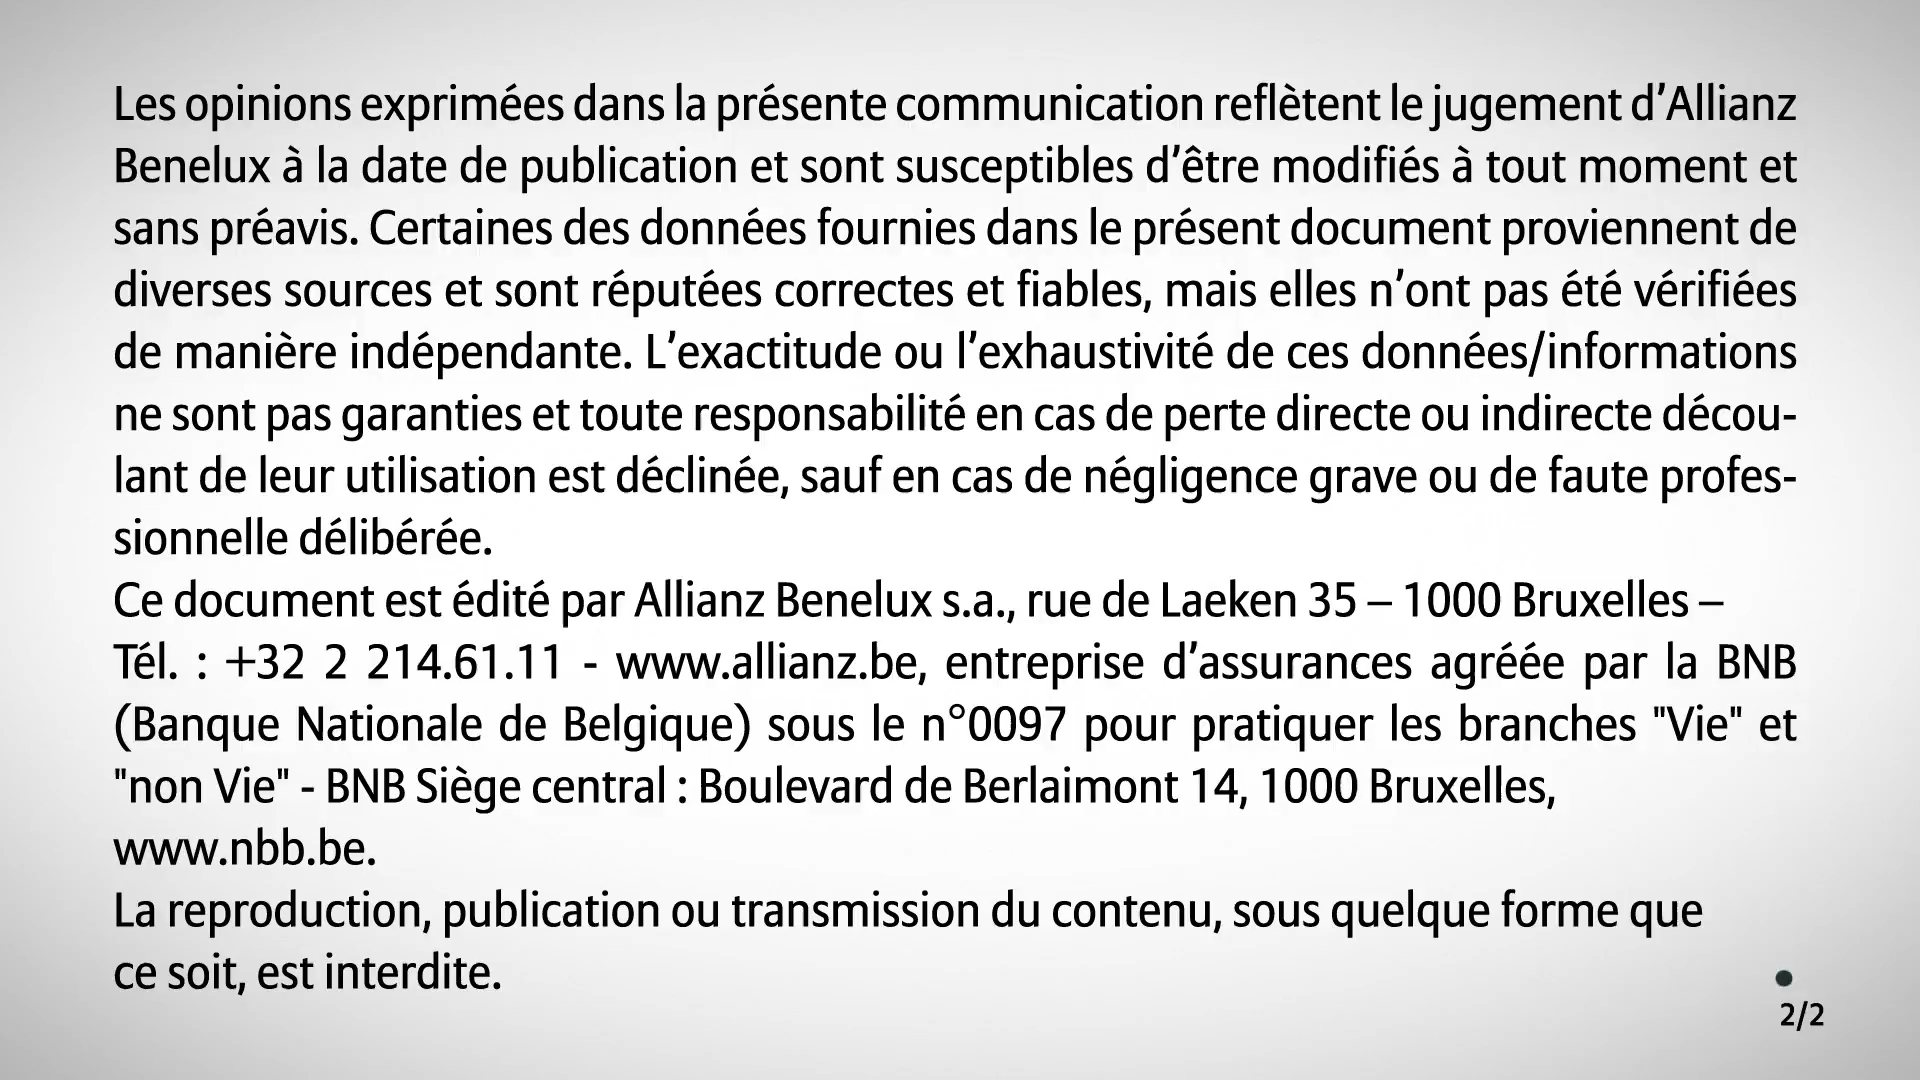 Les opinions exprimées dans la présente communication reflètent le jugement d’Allianz
Benelux à la date de publication et sont susceptibles d’être modifiés à tout moment et
sans préavis. Certaines des données fournies dans le présent document proviennent de
diverses sources et sont réputées correctes et fiables, mais elles n’ont pas été vérifiées
de manière indépendante. L’exactitude ou l’exhaustivité de ces données/informations
ne sont pas garanties et toute responsabilité en cas de perte directe ou indirecte décou-
lant de leur utilisation est déclinée, sauf en cas de négligence grave ou de faute profes-
sionnelle délibérée.
Ce document est édité par Allianz Benelux s.a., rue de Laeken 35 – 1000 Bruxelles –
Tél. : +32 2 214.61.11 - www.allianz.be, entreprise d’assurances agréée par la BNB
(Banque Nationale de Belgique) sous le n°0097 pour pratiquer les branches "Vie" et
"non Vie" - BNB Siège central : Boulevard de Berlaimont 14, 1000 Bruxelles,
www.nbb.be.
La reproduction, publication ou transmission du contenu, sous quelque forme que
ce soit, est interdite.
2/2